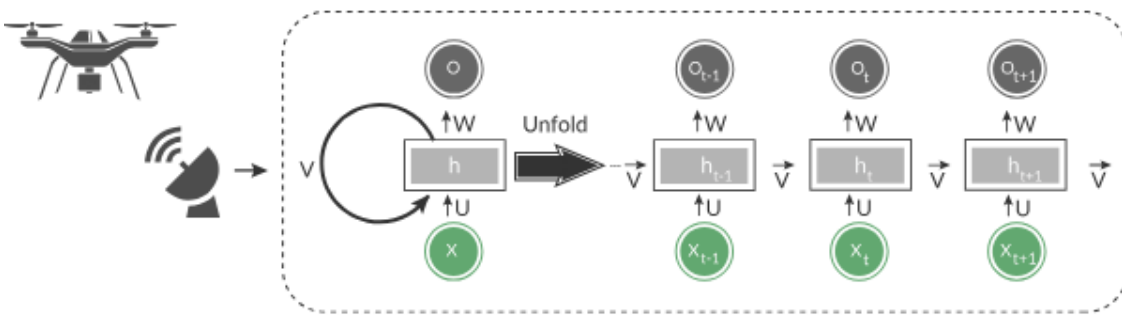 O O t-1 O t O t+1
W Unfold W W W
V h h t-1 h t h t+1
... V V V V
U U U U
X X t-1 X t X t+1